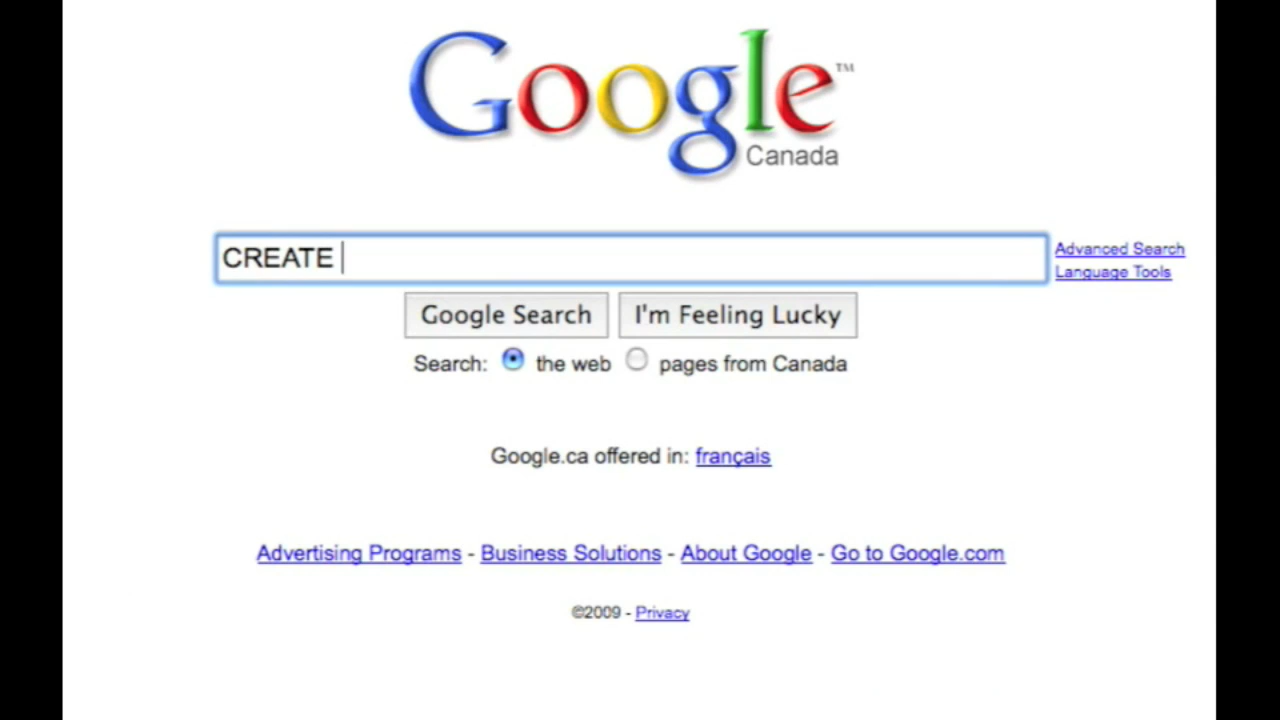 Google™
Canada
CREATE
Advanced Search
Language Tools
Google Search I'm Feeling Lucky
Search: the web pages from Canada
Google.ca offered in: français
Advertising Programs - Business Solutions - About Google - Go to Google.com
©2009 - Privacy